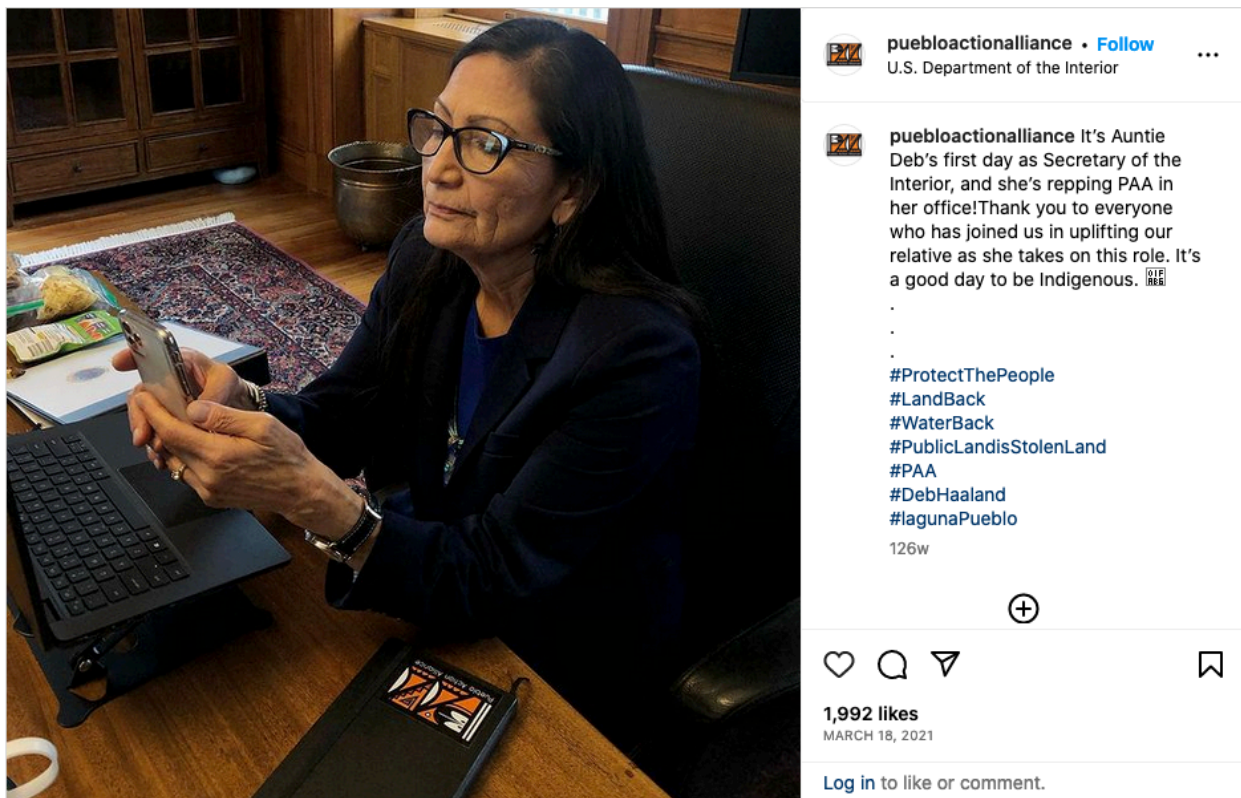 puebloactionalliance • Follow
U.S. Department of the Interior
puebloactionalliance It’s Auntie
Deb’s first day as Secretary of the
Interior, and she’s repping PAA in
her office!Thank you to everyone
who has joined us in uplifting our
relative as she takes on this role. It’s
a good day to be Indigenous.
.
.
.
#ProtectThePeople
#LandBack
#WaterBack
#PublicLandisStolenLand
#PAA
#DebHaaland
#lagunaPueblo
126w
1,992 likes
MARCH 18, 2021
Log in to like or comment.
Pueblo Action Alliance